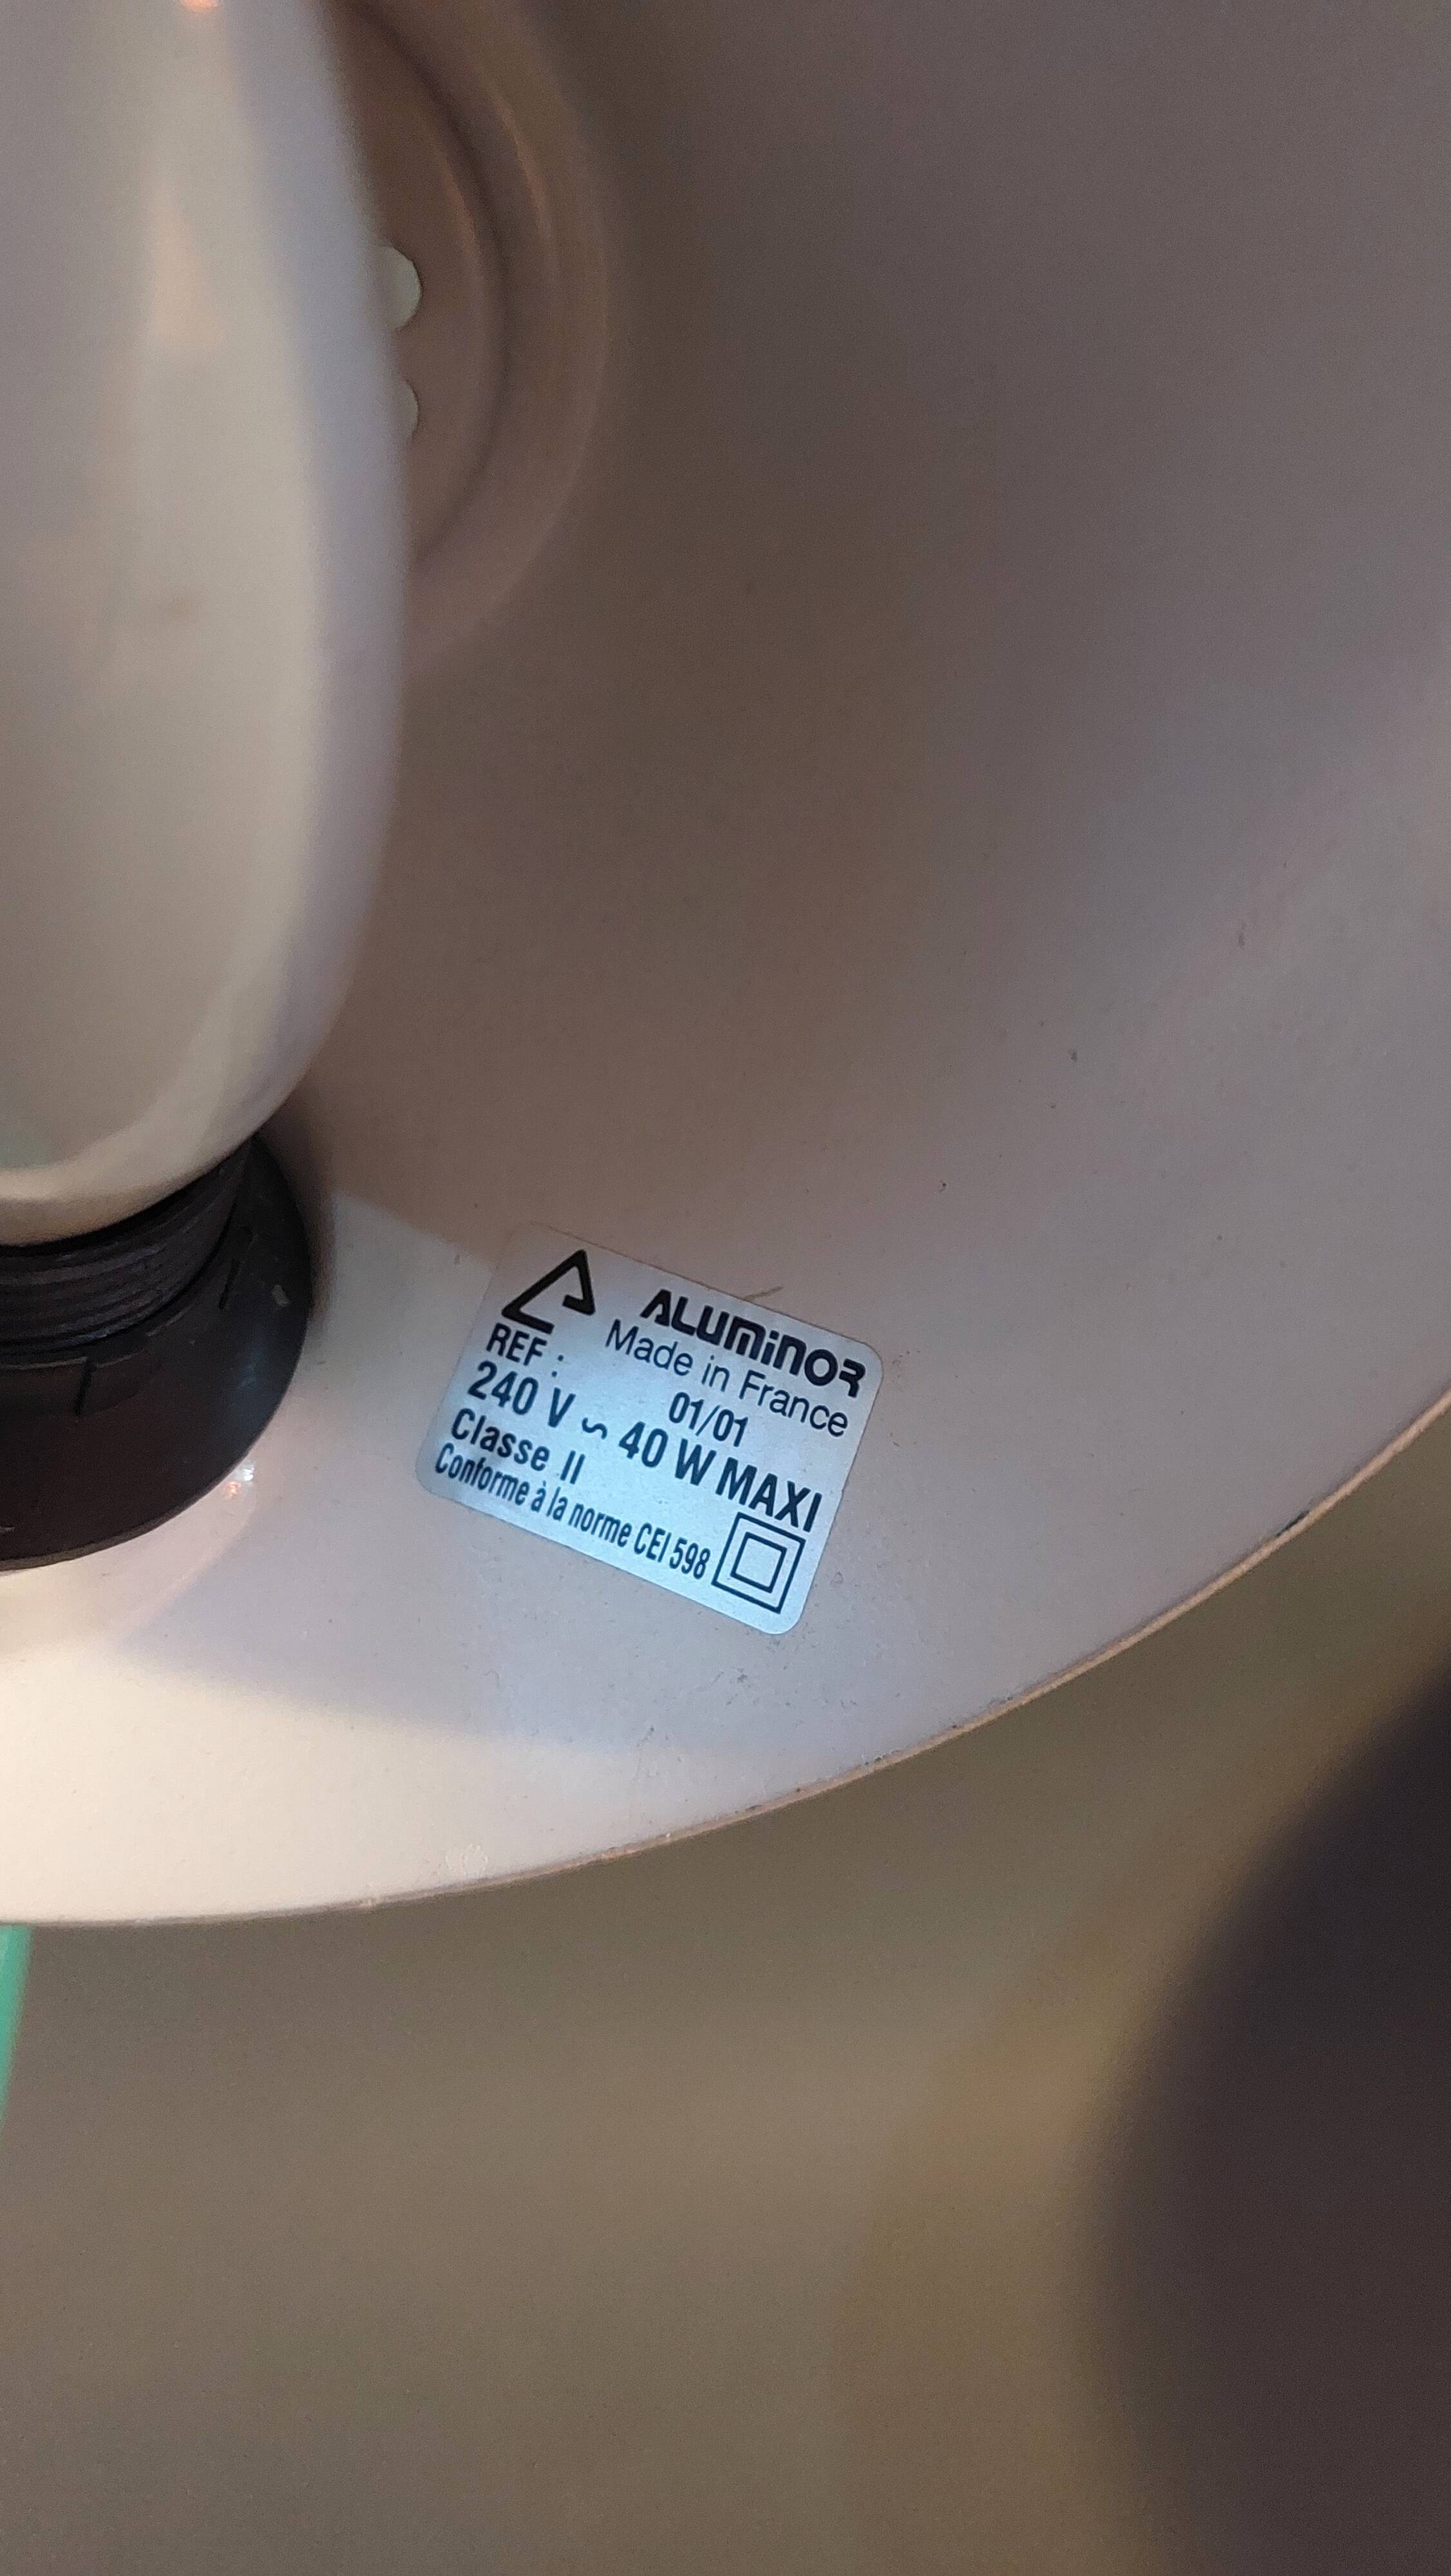 ALUMINOR
Made in France
REF : 01/01
240 V ~ 40 W MAXI
Classe II
Conforme à la norme CEI 598